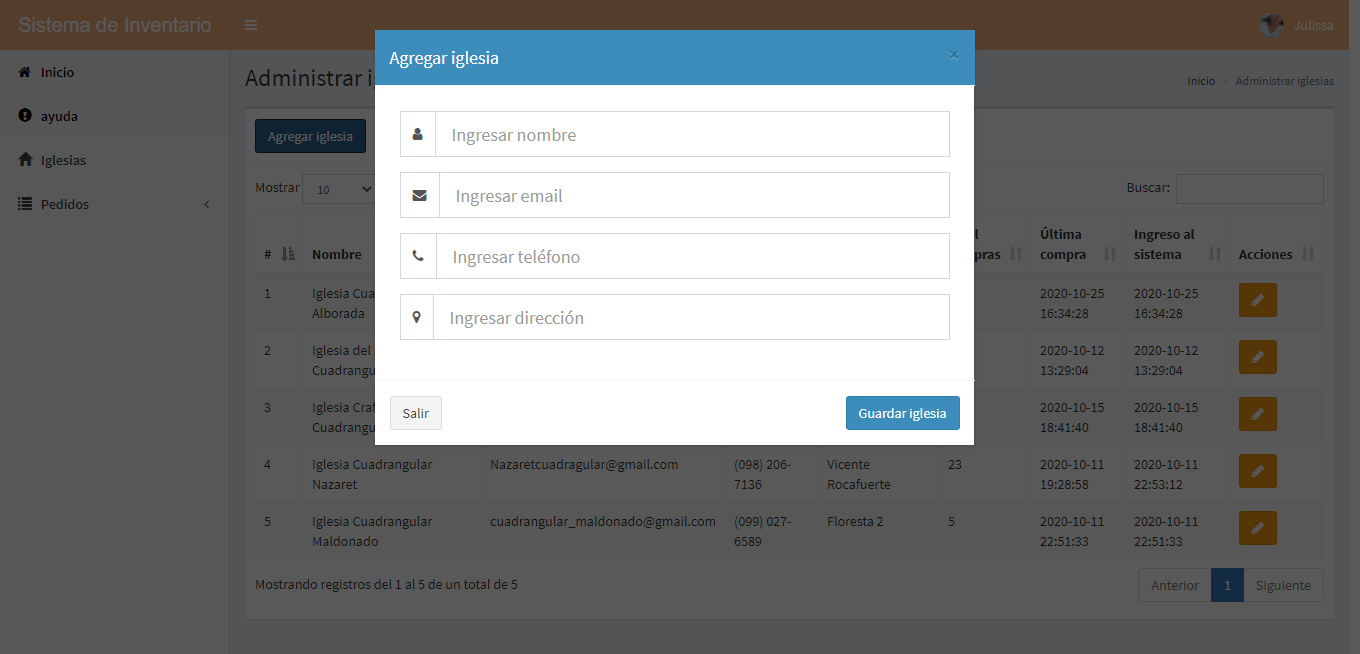 Sistema de Inventario
Julissa
Inicio
ayuda
Iglesias
Pedidos
Administrar i
Inicio > Administrar iglesias
Agregar iglesia
Mostrar 10
Buscar:
Agregar iglesia ×
Ingresar nombre
Ingresar email
Ingresar teléfono
Ingresar dirección
Salir
Guardar iglesia
# Nombre l pras Última compra Ingreso al sistema Acciones
1 Iglesia Cua 2020-10-25 2020-10-25
Alborada 16:34:28 16:34:28
2 Iglesia del 2020-10-12 2020-10-12
Cuadrangu 13:29:04 13:29:04
3 Iglesia Craf 2020-10-15 2020-10-15
Cuadrangu 18:41:40 18:41:40
4 Iglesia Cuadrangular Nazaretcuadragular@gmail.com (098) 206- Vicente 23 2020-10-11 2020-10-11
Nazaret 7136 Rocafuerte 19:28:58 22:53:12
5 Iglesia Cuadrangular cuadrangular_maldonado@gmail.com (099) 027- Floresta 2 5 2020-10-11 2020-10-11
Maldonado 6589 22:51:33 22:51:33
Mostrando registros del 1 al 5 de un total de 5
Anterior 1 Siguiente